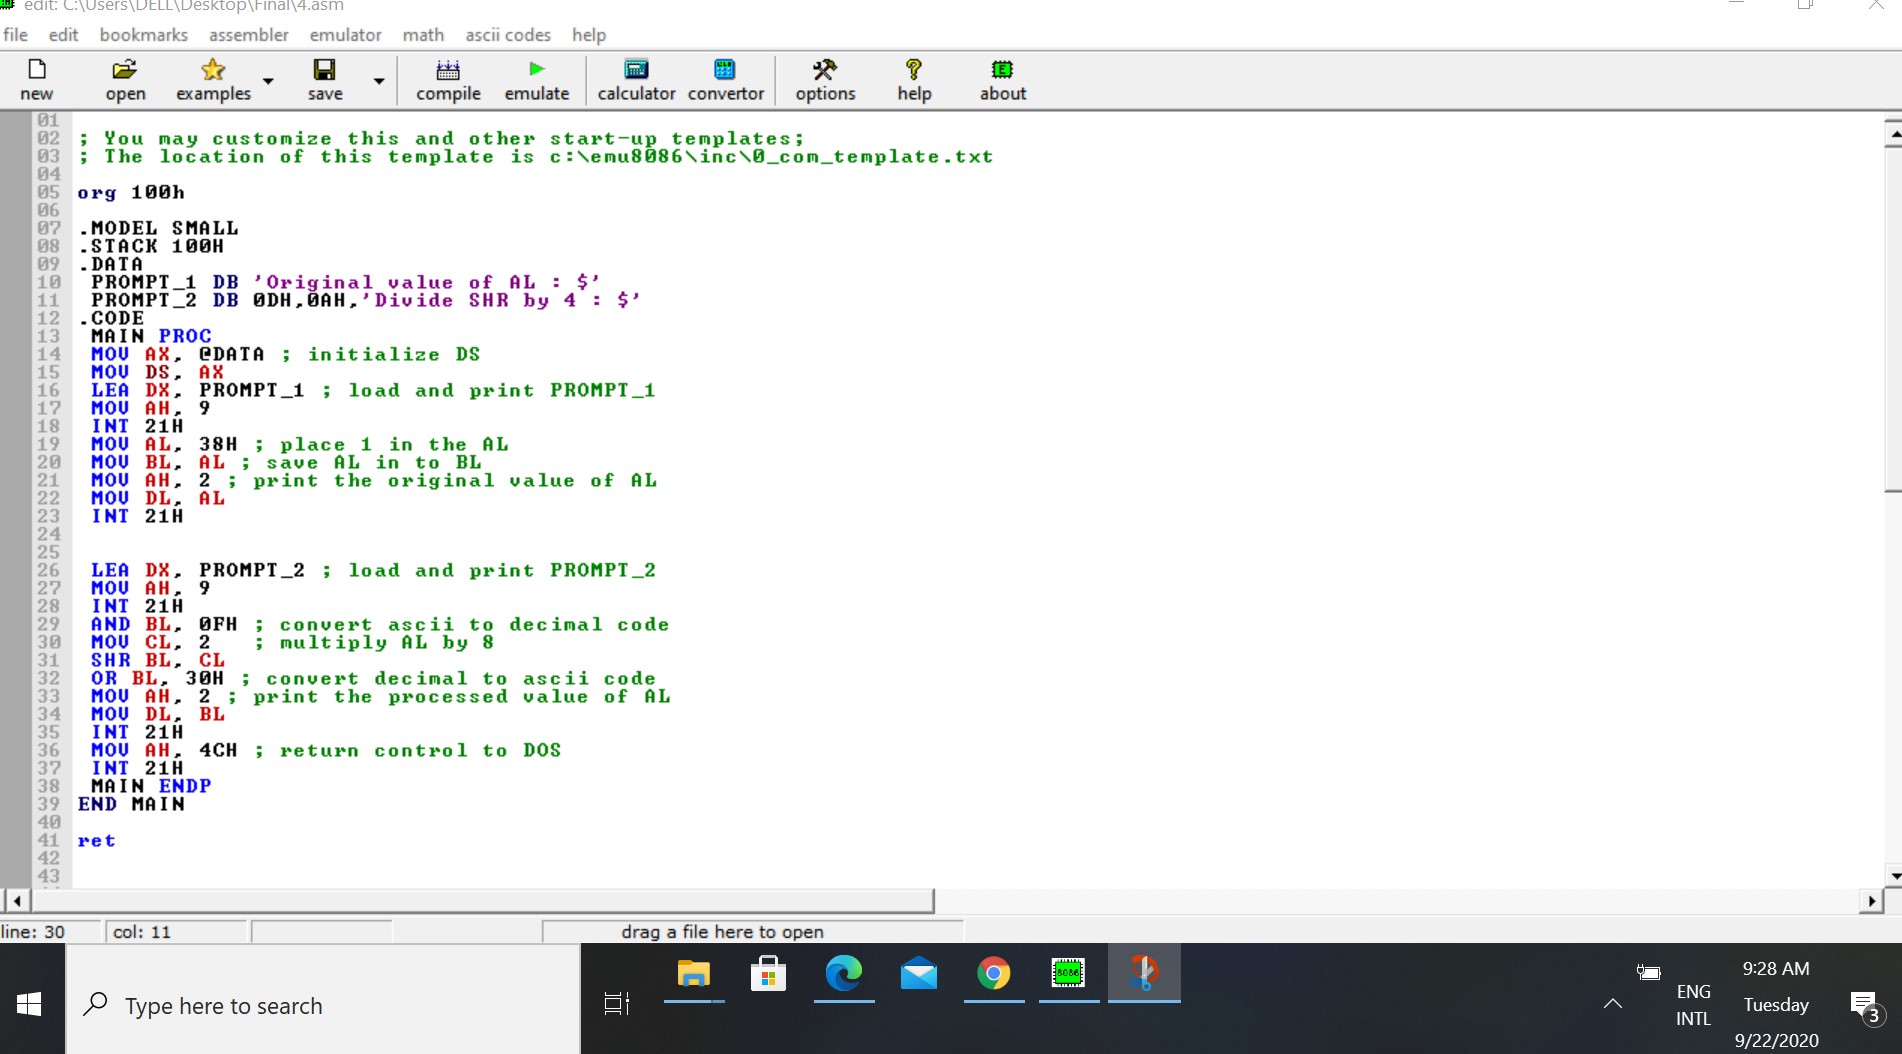 edit: C:\Users\DELL\Desktop\Final\4.asm
file edit bookmarks assembler emulator math ascii codes help
new open examples save compile emulate calculator convertor options help about
01
02 ; You may customize this and other start-up templates;
03 ; The location of this template is c:\emu8086\inc\0_com_template.txt
04
05 org 100h
06
07 .MODEL SMALL
08 .STACK 100H
09 .DATA
10 PROMPT_1 DB 'Original value of AL : $'
11 PROMPT_2 DB 0DH,0AH,'Divide SHR by 4 : $'
12 .CODE
13 MAIN PROC
14 MOV AX, @DATA ; initialize DS
15 MOV DS, AX
16 LEA DX, PROMPT_1 ; load and print PROMPT_1
17 MOV AH, 9
18 INT 21H
19 MOV AL, 38H ; place 1 in the AL
20 MOV BL, AL ; save AL in to BL
21 MOV AH, 2 ; print the original value of AL
22 MOV DL, AL
23 INT 21H
24
25
26 LEA DX, PROMPT_2 ; load and print PROMPT_2
27 MOV AH, 9
28 INT 21H
29 AND BL, 0FH ; convert ascii to decimal code
30 MOV CL, 2 ; multiply AL by 8
31 SHR BL, CL
32 OR BL, 30H ; convert decimal to ascii code
33 MOV AH, 2 ; print the processed value of AL
34 MOV DL, BL
35 INT 21H
36 MOV AH, 4CH ; return control to DOS
37 INT 21H
38 MAIN ENDP
39 END MAIN
40
41 ret
42
43
line: 30 col: 11 drag a file here to open
Type here to search
8086
ENG
INTL
9:28 AM
Tuesday
9/22/2020
3